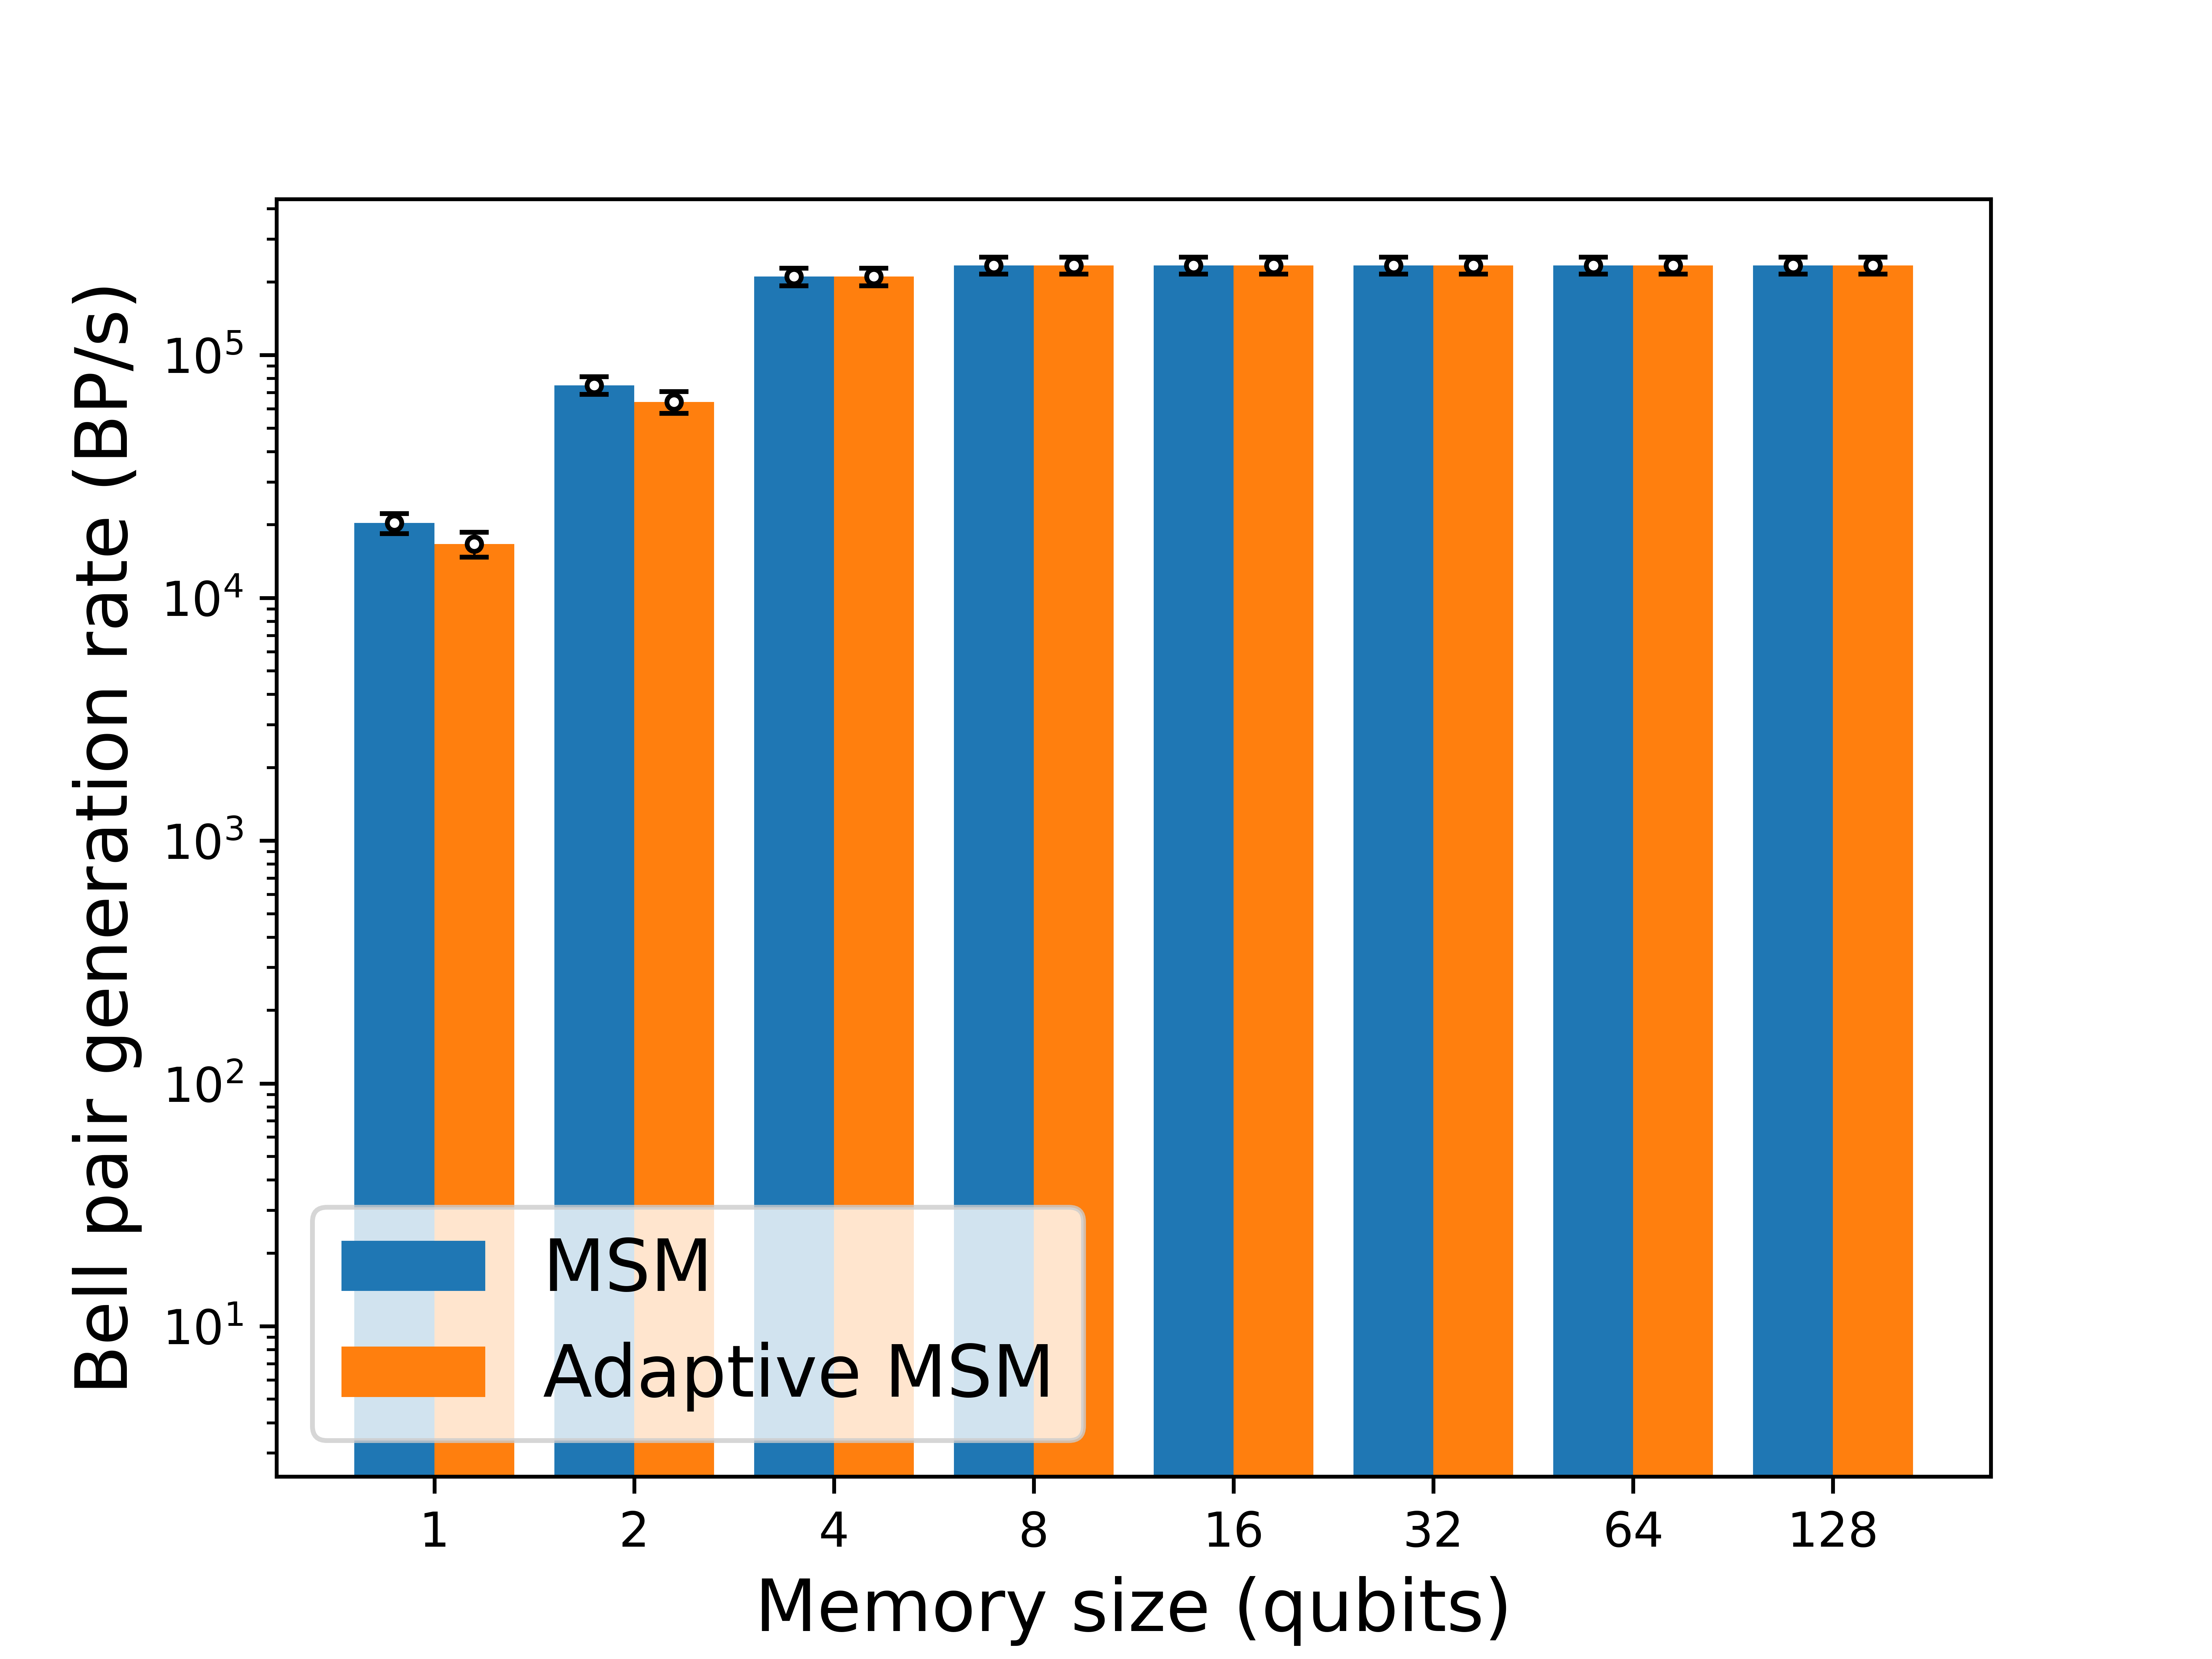 Bell pair generation rate (BP/s)
10^5
10^4
10^3
10^2
10^1
MSM
Adaptive MSM
1 2 4 8 16 32 64 128
Memory size (qubits)